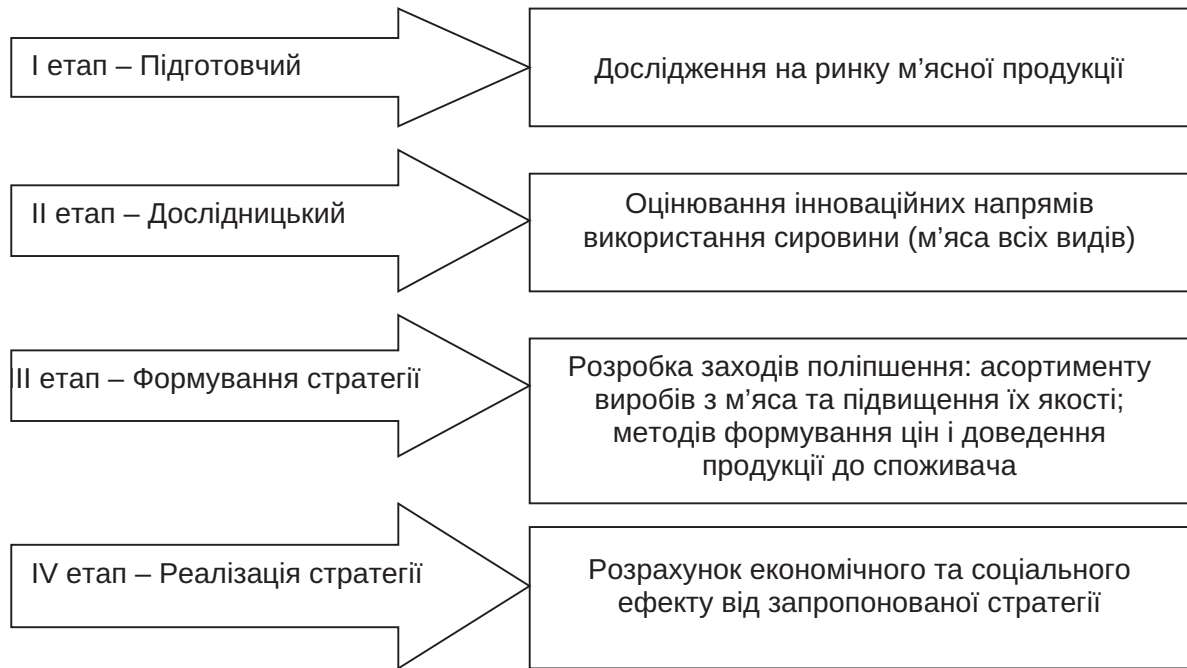 І етап – Підготовчий
Дослідження на ринку м’ясної продукції
ІІ етап – Дослідницький
Оцінювання інноваційних напрямів
використання сировини (м’яса всіх видів)
ІІІ етап – Формування стратегії
Розробка заходів поліпшення: асортименту
виробів з м’яса та підвищення їх якості;
методів формування цін і доведення
продукції до споживача
IV етап – Реалізація стратегії
Розрахунок економічного та соціального
ефекту від запропонованої стратегії